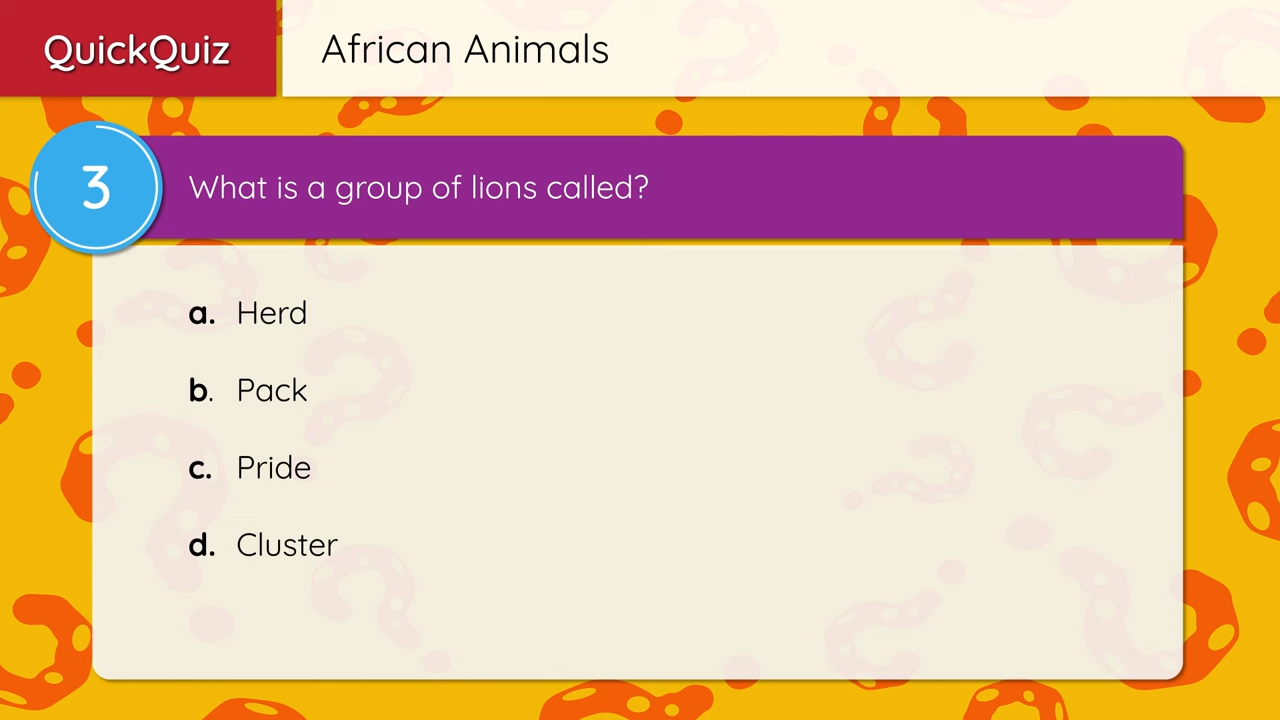 QuickQuiz
African Animals
3
What is a group of lions called?
a. Herd
b. Pack
c. Pride
d. Cluster